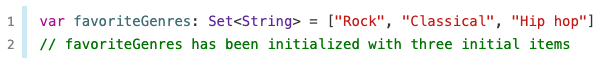 1 var favoriteGenres: Set<String> = ["Rock", "Classical", "Hip hop"]
2 // favoriteGenres has been initialized with three initial items